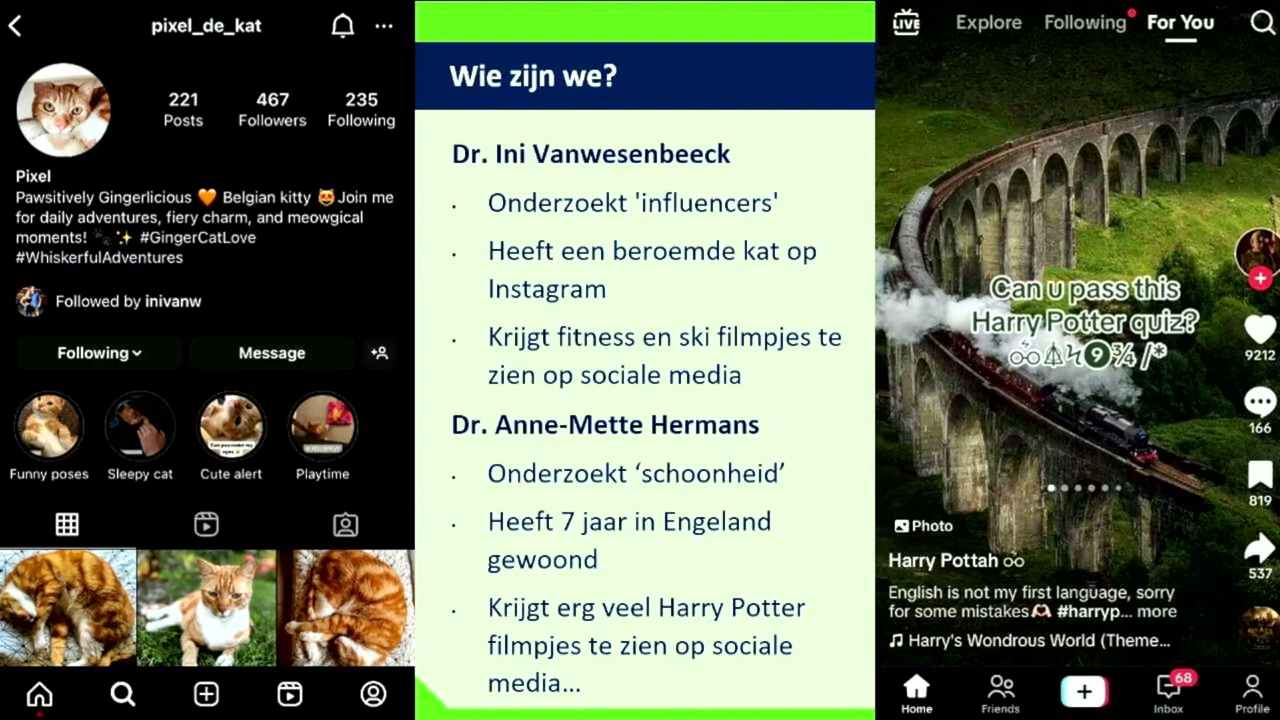 pixel_de_kat
221
467
235
Posts
Followers
Following
Pixel
Pawsitively Gingerlicious 🧡 Belgian kitty 😻Join me
for daily adventures, fiery charm, and meowgical
moments! 🐾✨ #GingerCatLove
#WhiskerfulAdventures
Followed by inivanw
Following
Message
Funny poses
Sleepy cat
Cute alert
Playtime
Wie zijn we?
Dr. Ini Vanwesenbeeck
· Onderzoekt 'influencers'
· Heeft een beroemde kat op
Instagram
· Krijgt fitness en ski filmpjes te
zien op sociale media
Dr. Anne-Mette Hermans
· Onderzoekt ‘schoonheid’
· Heeft 7 jaar in Engeland
gewoond
· Krijgt erg veel Harry Potter
filmpjes te zien op sociale
media...
LIVE
Explore
Following
For You
Can u pass this
Harry Potter quiz?
9¾ /*
9212
166
819
537
Photo
Harry Pottah
English is not my first language, sorry
for some mistakes🫶 #harryp... more
Harry's Wondrous World (Theme...
68
Home
Friends
Inbox
Profile